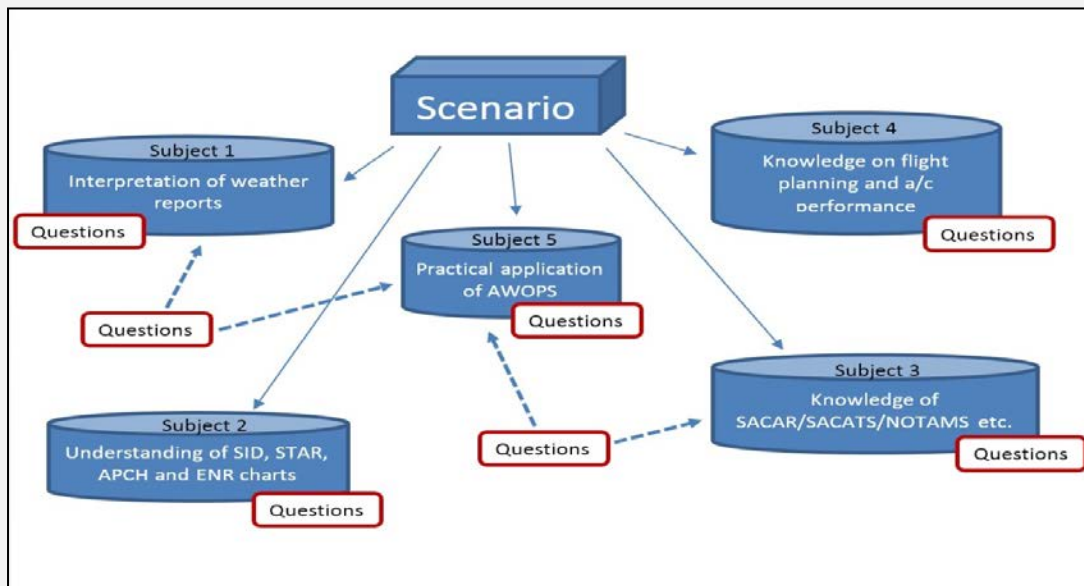 Scenario
Subject 1
Interpretation of weather
reports
Questions
Subject 4
Knowledge on flight
planning and a/c
performance
Questions
Subject 5
Practical application
of AWOPS
Questions
Questions
Subject 3
Knowledge of
SACAR/SACATS/NOTAMS etc.
Questions
Subject 2
Understanding of SID, STAR,
APCH and ENR charts
Questions
Questions